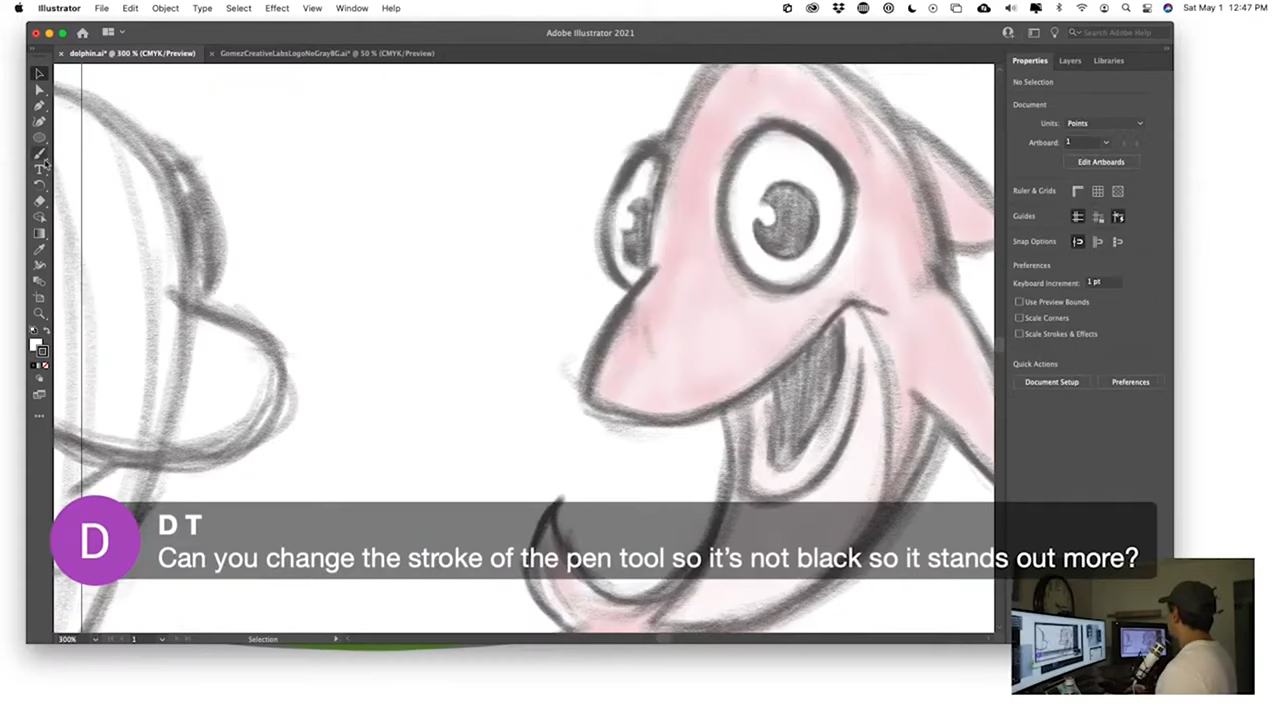 Illustrator File Edit Object Type Select Effect View Window Help
Sat May 1 12:47 PM
Adobe Illustrator 2021
Search Adobe Help
× dolphin.ai* @ 300 % (CMYK/Preview) × GomezCreativeLabsLogoNoGrayBG.ai* @ 50 % (CMYK/Preview)
Properties Layers Libraries
No Selection
Document
Units: Points
Artboard: 1
Edit Artboards
Ruler & Grids
Guides
Snap Options
Preferences
Keyboard Increment: 1 pt
Use Preview Bounds
Scale Corners
Scale Strokes & Effects
Quick Actions
Document Setup Preferences
D
D T
Can you change the stroke of the pen tool so it's not black so it stands out more?
300% 1 Selection